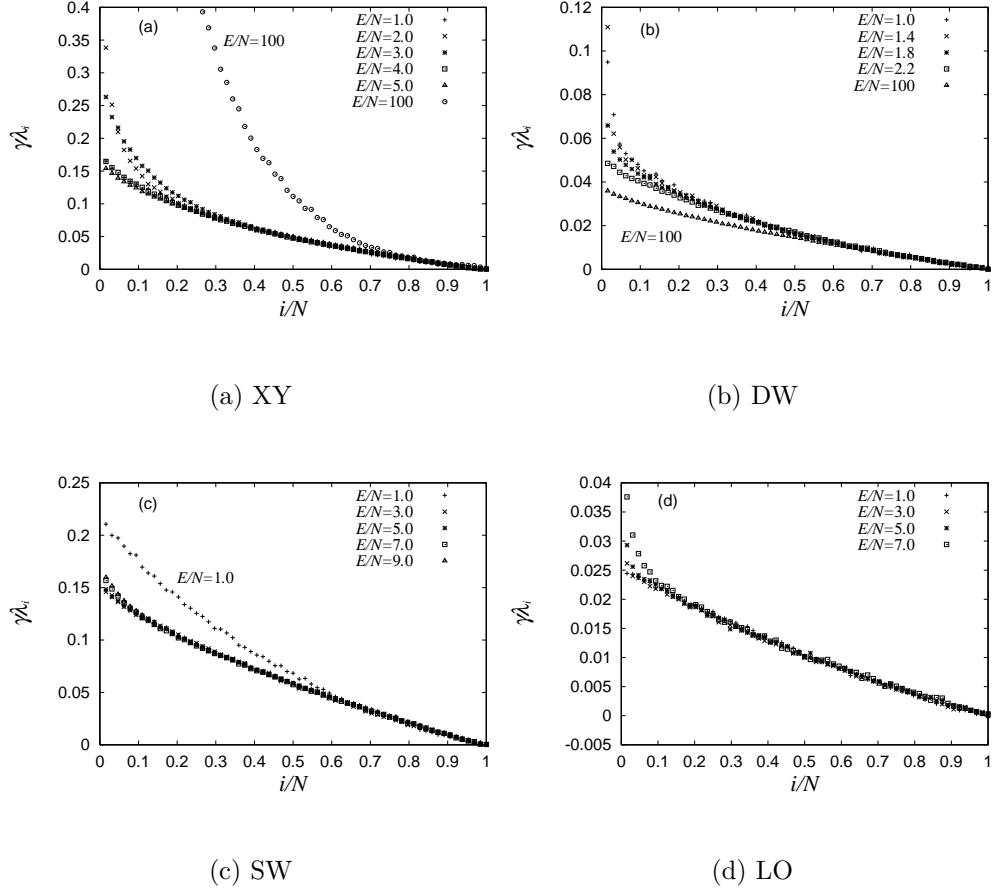 0.4
0.35
0.3
0.25
0.2
0.15
0.1
0.05
0
γλi
(a)
E/N=100
E/N=1.0
E/N=2.0
E/N=3.0
E/N=4.0
E/N=5.0
E/N=100
0 0.1 0.2 0.3 0.4 0.5 0.6 0.7 0.8 0.9 1
i/N
0.12
0.1
0.08
0.06
0.04
0.02
0
γλi
(b)
E/N=1.0
E/N=1.4
E/N=1.8
E/N=2.2
E/N=100
E/N=100
0 0.1 0.2 0.3 0.4 0.5 0.6 0.7 0.8 0.9 1
i/N
(a) XY
(b) DW
0.25
0.2
0.15
0.1
0.05
0
γλi
(c)
E/N=1.0
E/N=3.0
E/N=5.0
E/N=7.0
E/N=9.0
E/N=1.0
0 0.1 0.2 0.3 0.4 0.5 0.6 0.7 0.8 0.9 1
i/N
0.04
0.035
0.03
0.025
0.02
0.015
0.01
0.005
0
-0.005
γλi
(d)
E/N=1.0
E/N=3.0
E/N=5.0
E/N=7.0
0 0.1 0.2 0.3 0.4 0.5 0.6 0.7 0.8 0.9 1
i/N
(c) SW
(d) LO